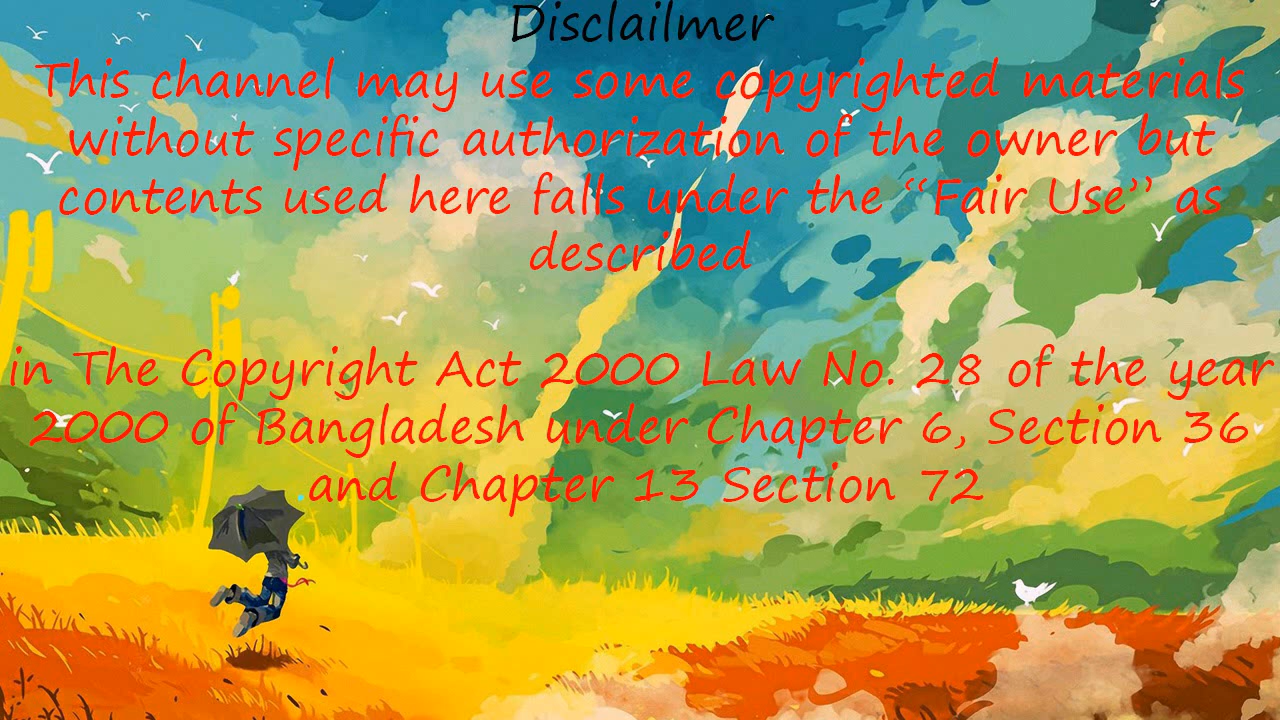 Disclailmer
This channel may use some copyrighted materials
without specific authorization of the owner but
contents used here falls under the “Fair Use” as
described
in The Copyright Act 2000 Law No. 28 of the year
2000 of Bangladesh under Chapter 6, Section 36
.and Chapter 13 Section 72